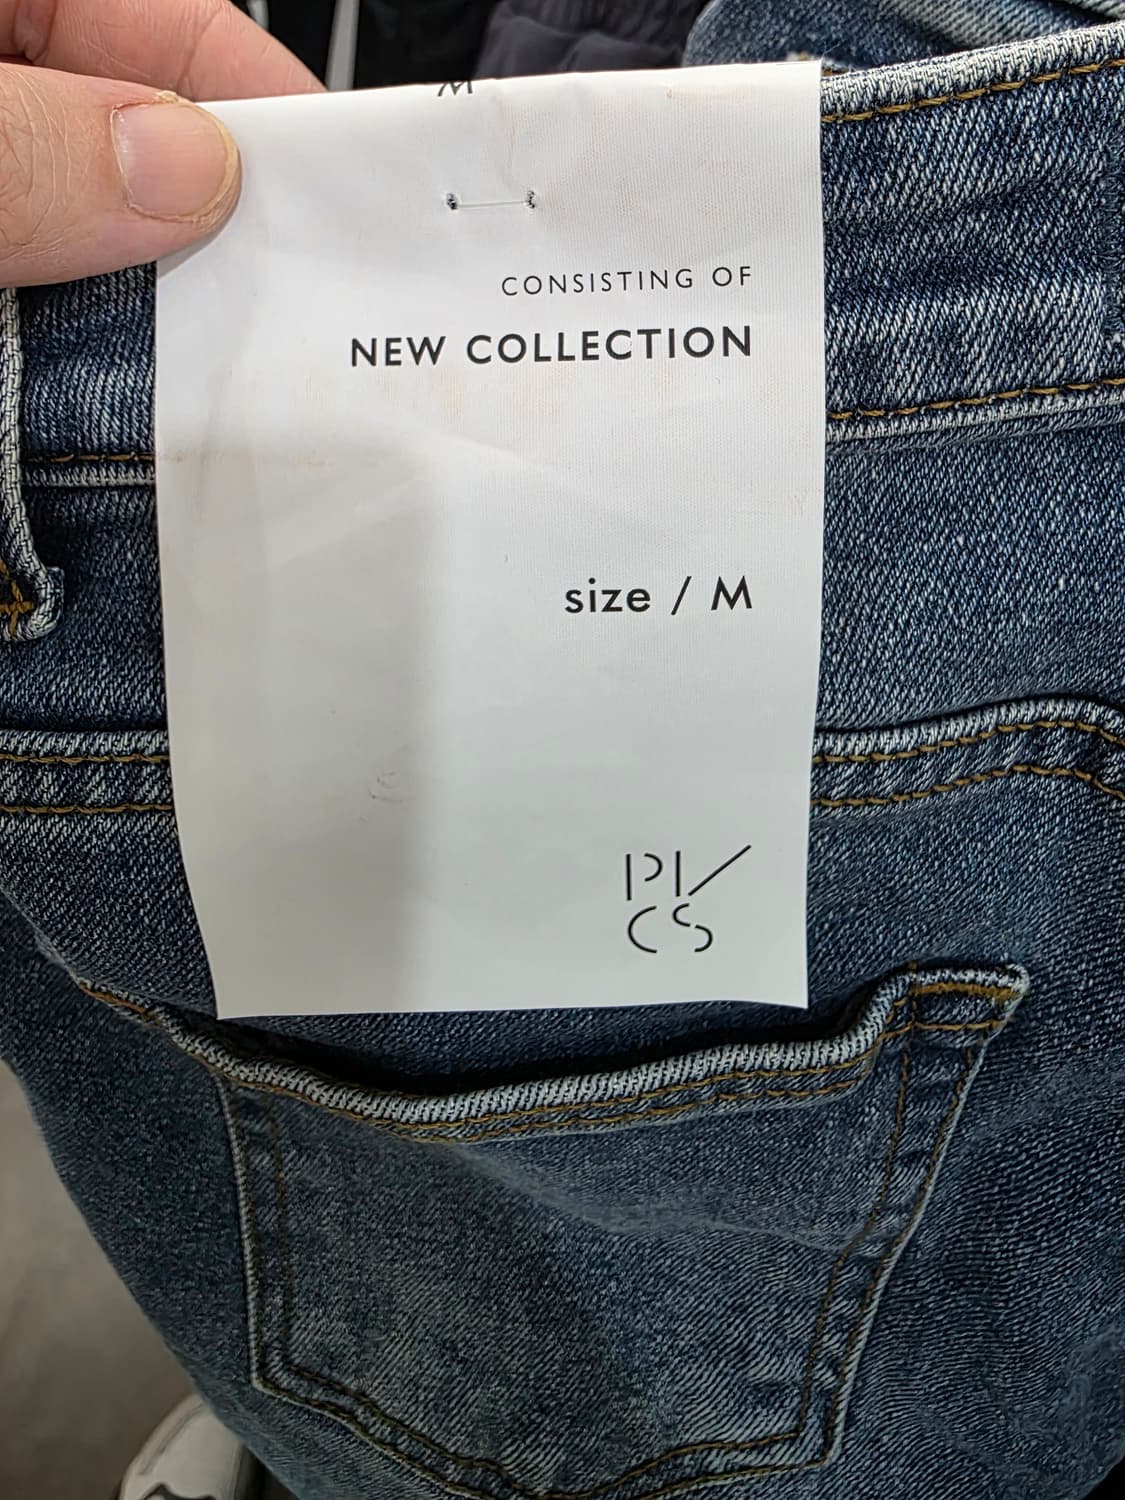 M
CONSISTING OF
NEW COLLECTION
size / M
PI/
CS